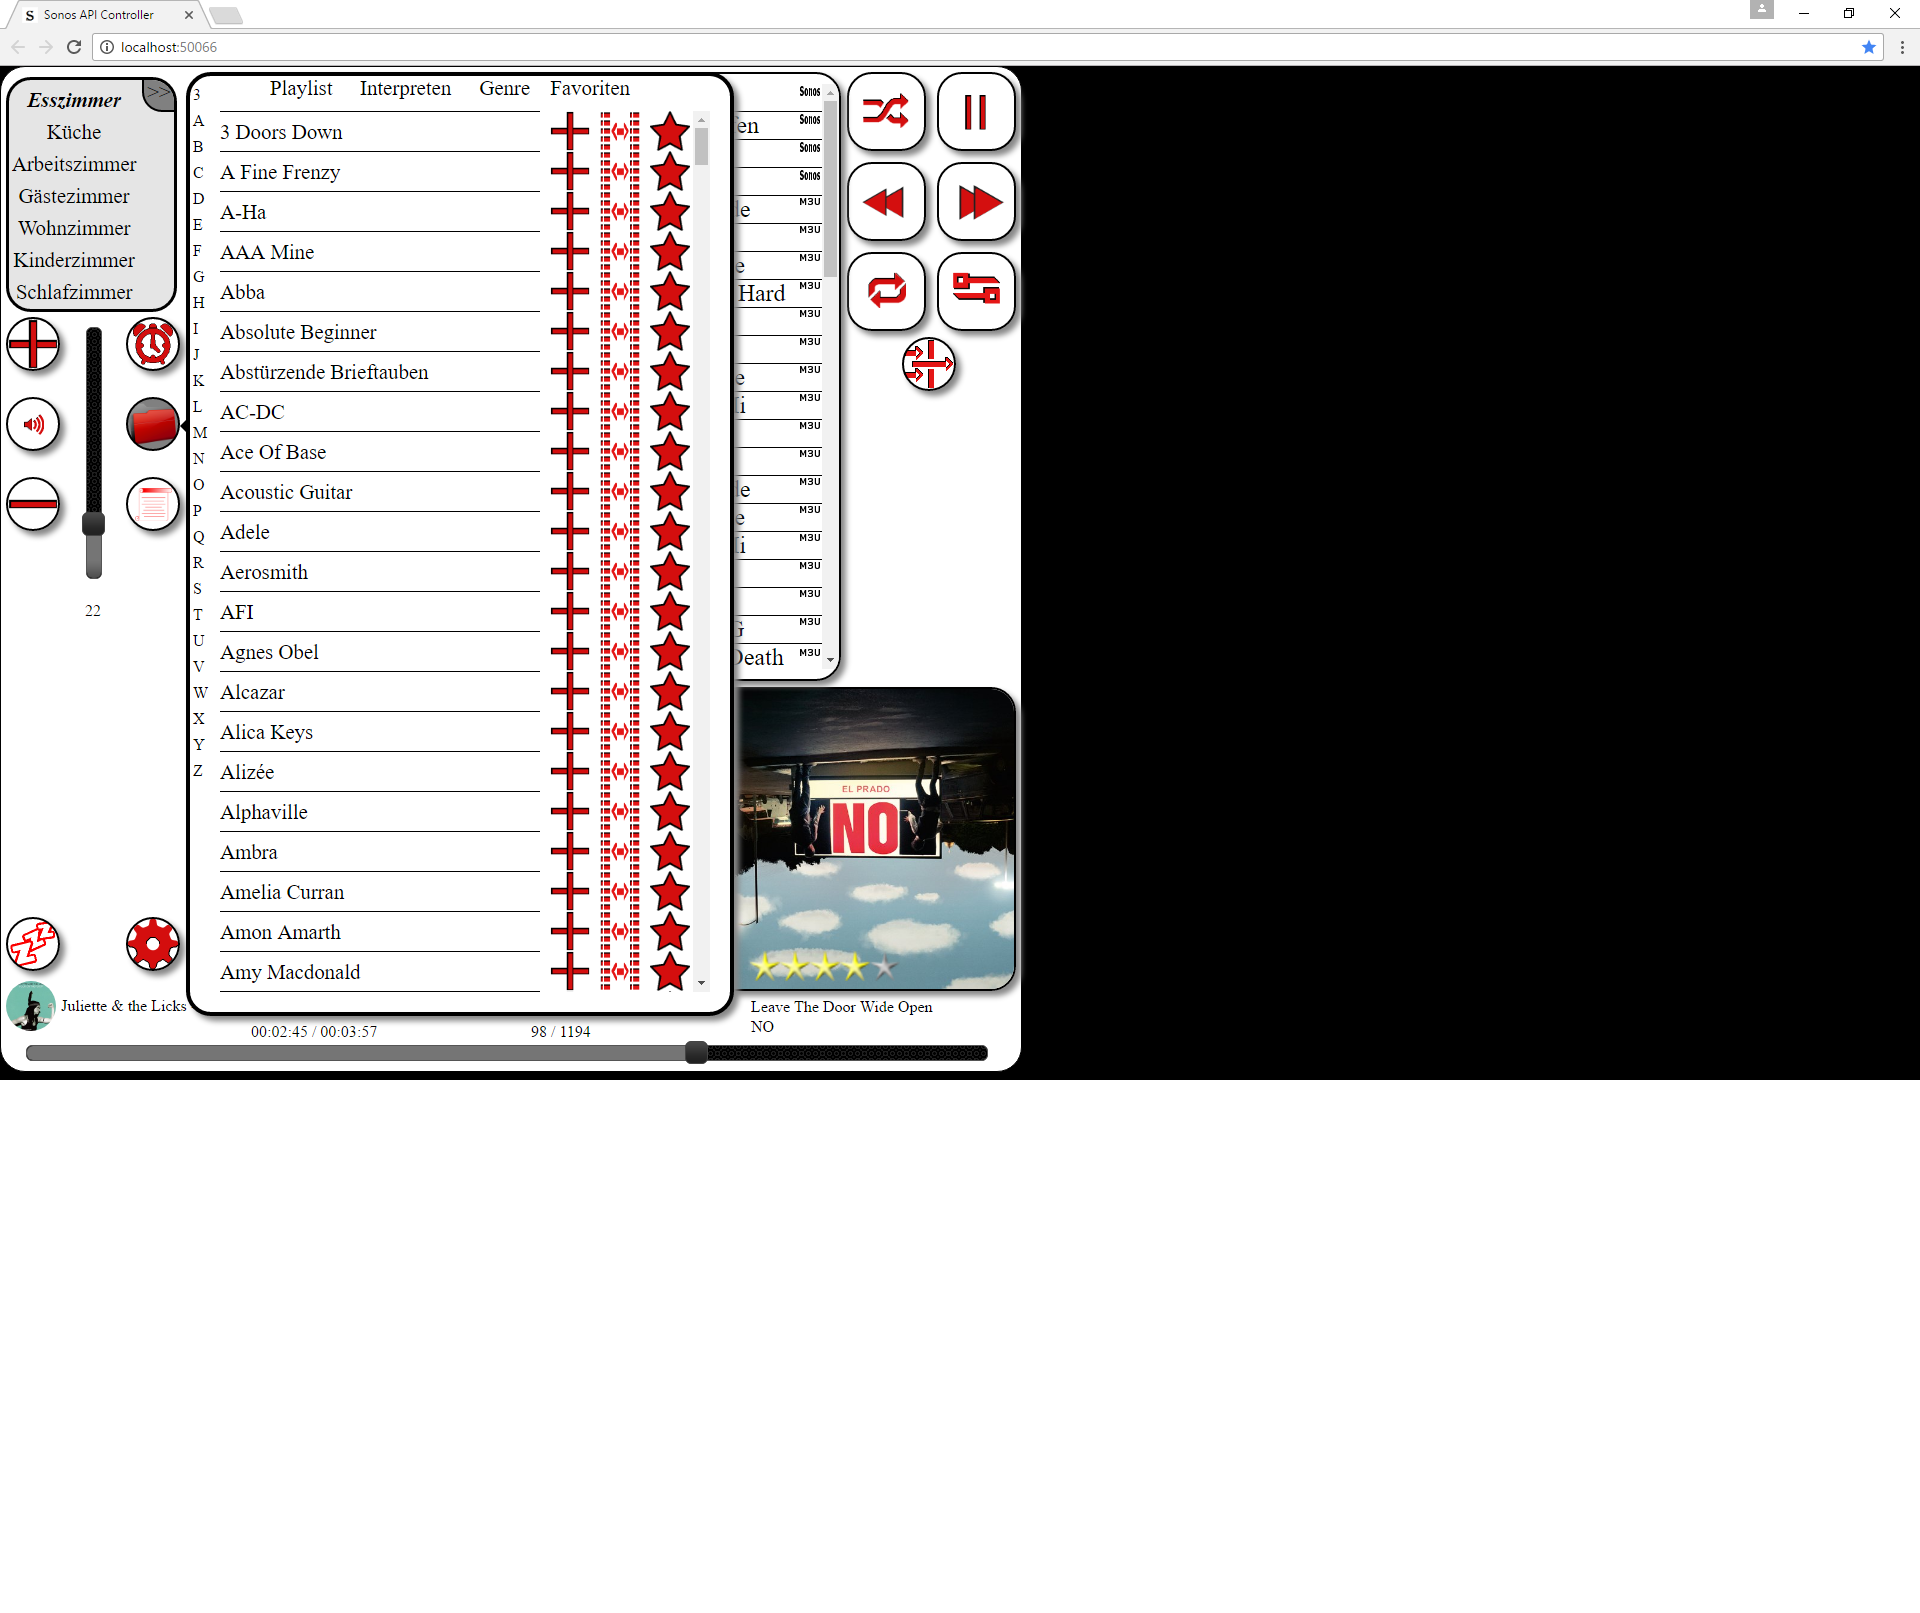 S Sonos API Controller
localhost:50066
Esszimmer
>>
Küche
Arbeitszimmer
Gästezimmer
Wohnzimmer
Kinderzimmer
Schlafzimmer
22
Playlist Interpreten Genre Favoriten
3
A
B
C
D
E
F
G
H
I
J
K
L
M
N
O
P
Q
R
S
T
U
V
W
X
Y
Z
3 Doors Down
A Fine Frenzy
A-Ha
AAA Mine
Abba
Absolute Beginner
Abstürzende Brieftauben
AC-DC
Ace Of Base
Acoustic Guitar
Adele
Aerosmith
AFI
Agnes Obel
Alcazar
Alica Keys
Alizée
Alphaville
Ambra
Amelia Curran
Amon Amarth
Amy Macdonald
Sonos
Sonos
Sonos
Sonos
M3U
M3U
M3U
Hard M3U
M3U
M3U
M3U
M3U
M3U
M3U
M3U
M3U
M3U
M3U
M3U
M3U
Death M3U
EL PRADO
NO
Juliette & the Licks
00:02:45 / 00:03:57
98 / 1194
Leave The Door Wide Open
NO